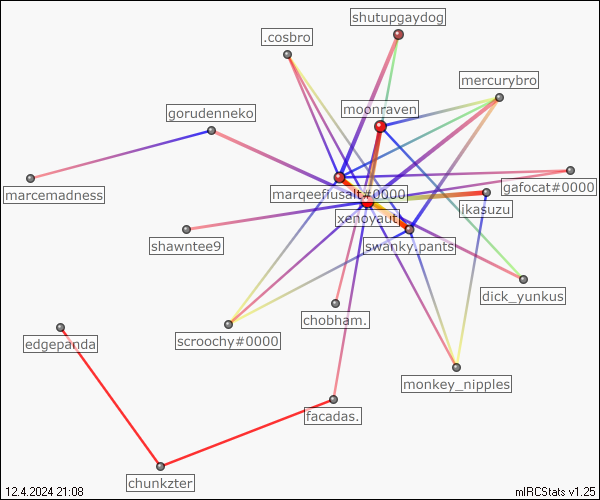 shutupgaydog
.cosbro
mercurybro
moonraven
gorudenneko
marcemadness
margeefusalt#0000
gafocat#0000
ikasuzu
xenoyaut
shawntee9
swanky.pants
dick_yunkus
chobham.
scroochy#0000
edgepanda
monkey_nipples
facadas.
chunkzter
12.4.2024 21:08
mIRCStats v1.25